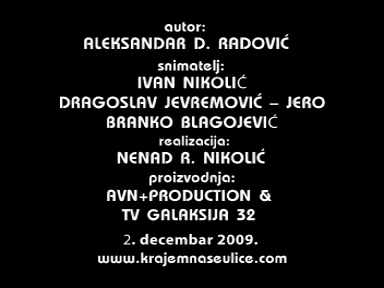 autor:
ALEKSANDAR D. RADOVIĆ
snimatelj:
IVAN NIKOLIĆ
DRAGOSLAV JEVREMOVIĆ – JERO
BRANKO BLAGOJEVIĆ
realizacija:
NENAD R. NIKOLIĆ
proizvodnja:
AVN+PRODUCTION &
TV GALAKSIJA 32
2. decembar 2009.
www.krajemnaseulice.com